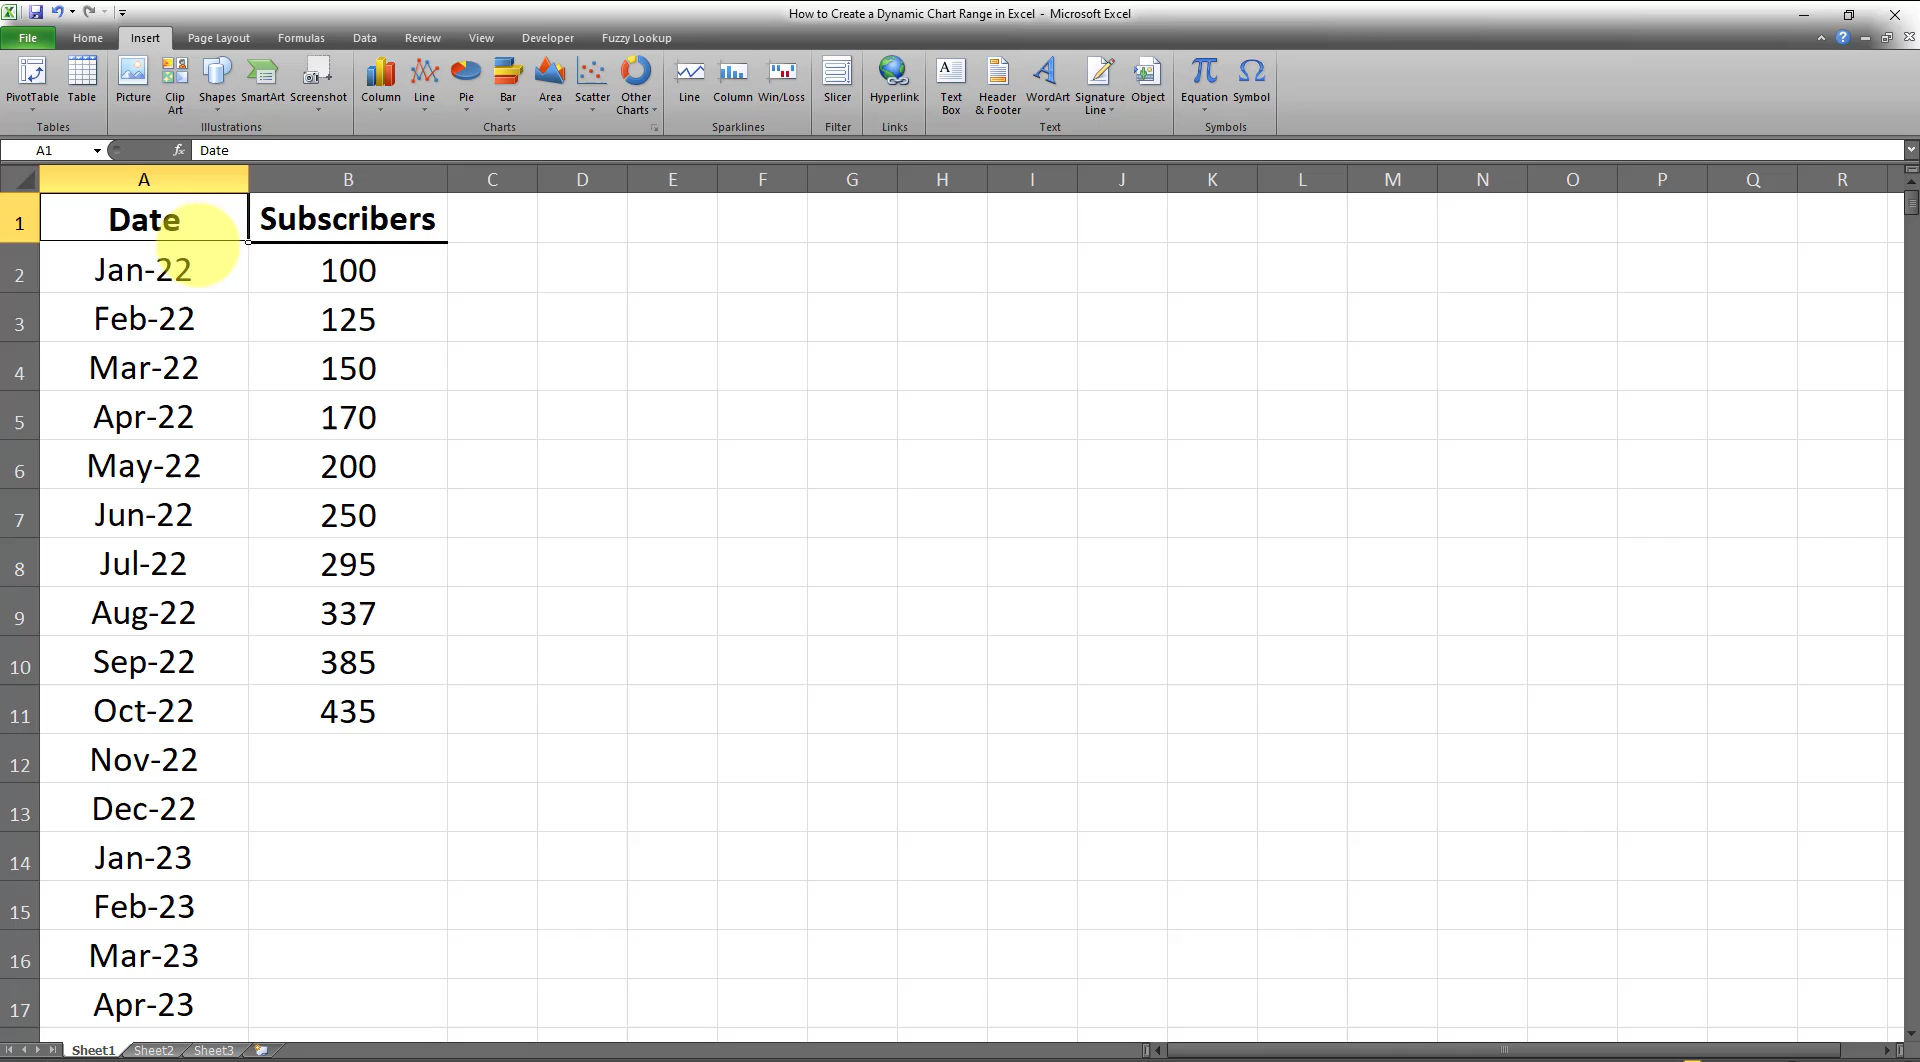 How to Create a Dynamic Chart Range in Excel - Microsoft Excel
File Home Insert Page Layout Formulas Data Review View Developer Fuzzy Lookup
PivotTable Table Picture Clip Art Shapes SmartArt Screenshot Column Line Pie Bar Area Scatter Other Charts Line Column Win/Loss Slicer Hyperlink Text Box Header & Footer WordArt Signature Line Object Equation Symbol
Tables Illustrations Charts Sparklines Filter Links Text Symbols
A1 fx Date
A B C D E F G H I J K L M N O P Q R
1 Date Subscribers
2 Jan-22 100
3 Feb-22 125
4 Mar-22 150
5 Apr-22 170
6 May-22 200
7 Jun-22 250
8 Jul-22 295
9 Aug-22 337
10 Sep-22 385
11 Oct-22 435
12 Nov-22
13 Dec-22
14 Jan-23
15 Feb-23
16 Mar-23
17 Apr-23
Sheet1 Sheet2 Sheet3